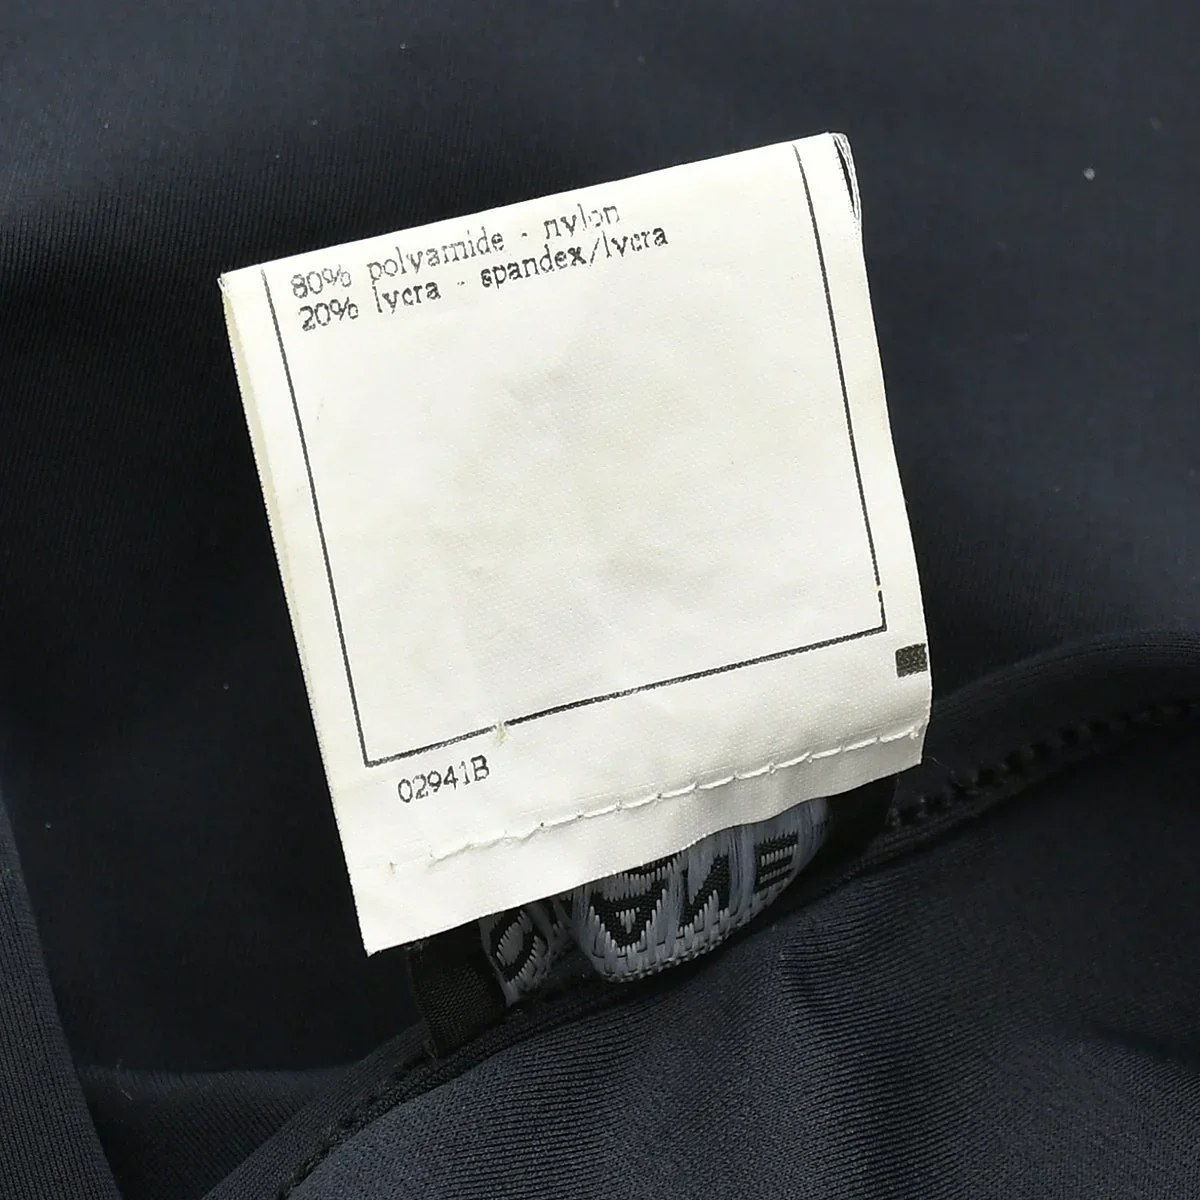 80% polyamide - nylon
20% lycra - spandex/lycra
02941B